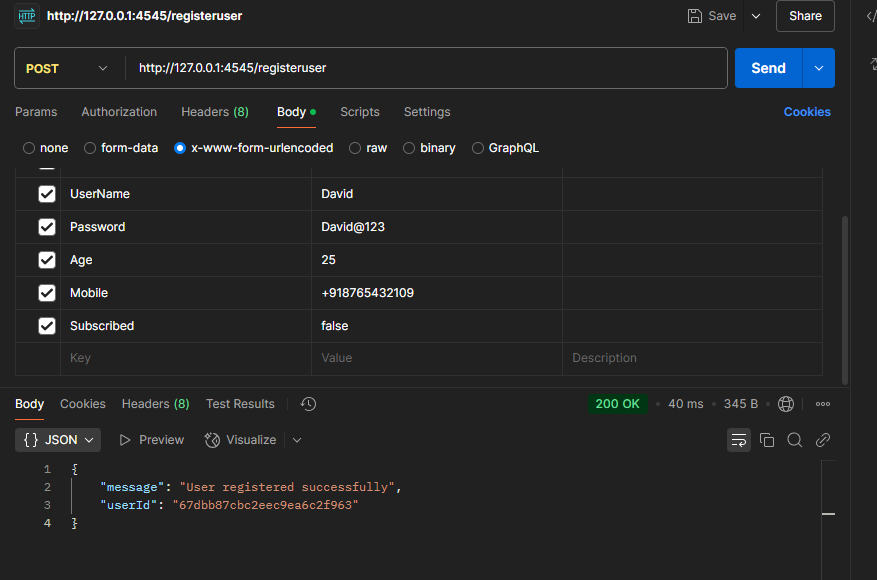 HTTP http://127.0.0.1:4545/registeruser Save Share
POST http://127.0.0.1:4545/registeruser Send
Params Authorization Headers (8) Body Scripts Settings Cookies
none form-data x-www-form-urlencoded raw binary GraphQL
UserName David
Password David@123
Age 25
Mobile +918765432109
Subscribed false
Key Value Description
Body Cookies Headers (8) Test Results 200 OK • 40 ms • 345 B •
{} JSON Preview Visualize
1 {
2 "message": "User registered successfully",
3 "userId": "67dbb87cbc2eec9ea6c2f963"
4 }